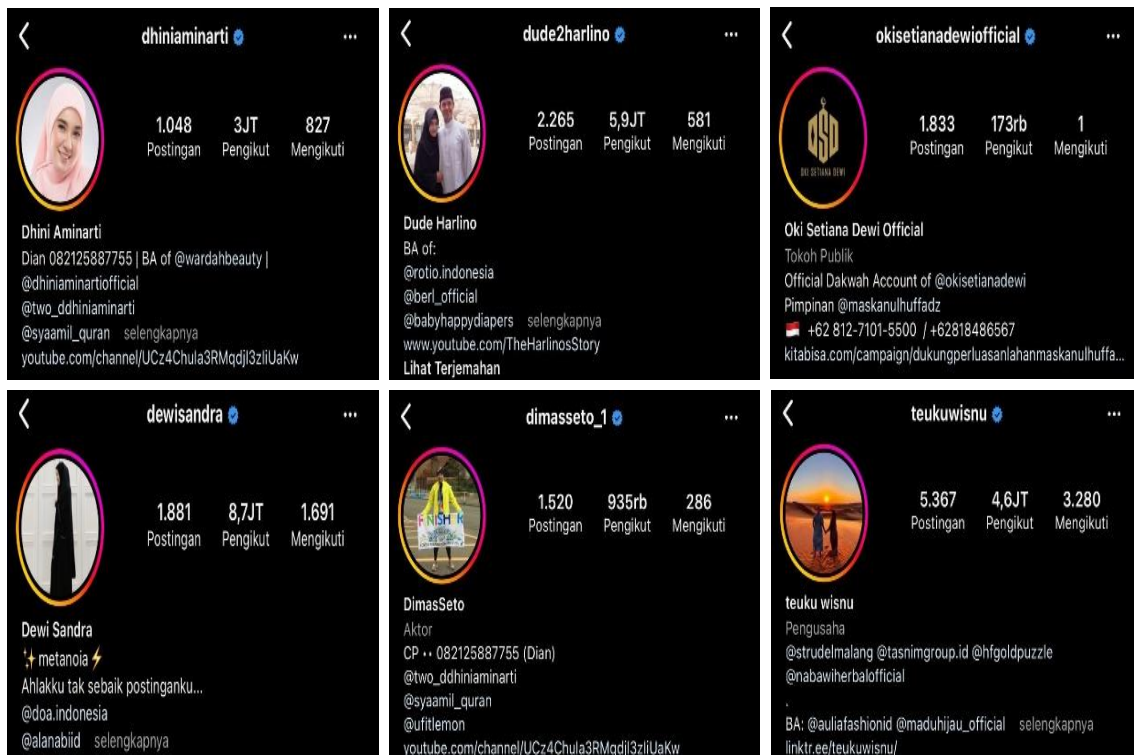 dhiniaminarti
1.048 3JT 827
Postingan Pengikut Mengikuti
Dhini Aminarti
Dian 082125887755 | BA of @wardahbeauty |
@dhiniaminartiofficial
@two_ddhiniaminarti
@syaamil_quran selengkapnya
youtube.com/channel/UCz4Chula3RMqdjl3zIiUaKw
dude2harlino
2.265 5,9JT 581
Postingan Pengikut Mengikuti
Dude Harlino
BA of:
@rotio.indonesia
@berl_official
@babyhappydiapers selengkapnya
www.youtube.com/TheHarlinosStory
Lihat Terjemahan
okisetianadewiofficial
OSD
OKI SETIANA DEWI
1.833 173rb 1
Postingan Pengikut Mengikuti
Oki Setiana Dewi Official
Tokoh Publik
Official Dakwah Account of @okisetianadewi
Pimpinan @maskanulhuffadz
+62 812-7101-5500 / +62818486567
kitabisa.com/campaign/dukungperluasanlahanmaskanulhuffa...
dewisandra
1.881 8,7JT 1.691
Postingan Pengikut Mengikuti
Dewi Sandra
✨metanoia⚡
Ahlakku tak sebaik postinganku...
@doa.indonesia
@alanabiid selengkapnya
dimasseto_1
FINISHER
1.520 935rb 286
Postingan Pengikut Mengikuti
DimasSeto
Aktor
CP •• 082125887755 (Dian)
@two_ddhiniaminarti
@syaamil_quran
@ufitlemon
youtube.com/channel/UCz4Chula3RMqdjl3zIiUaKw
teukuwisnu
5.367 4,6JT 3.280
Postingan Pengikut Mengikuti
teuku wisnu
Pengusaha
@strudelmalang @tasnimgroup.id @hfgoldpuzzle
@nabawiherbalofficial
.
BA: @auliafashionid @maduhijau_official selengkapnya
linktr.ee/teukuwisnu/